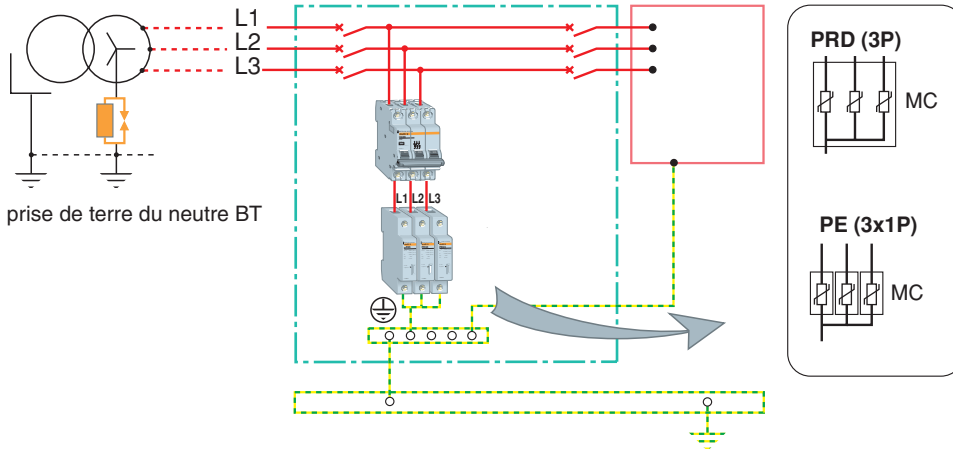 L1
L2
L3
prise de terre du neutre BT
L1 L2 L3
PRD (3P)
MC
PE (3x1P)
MC